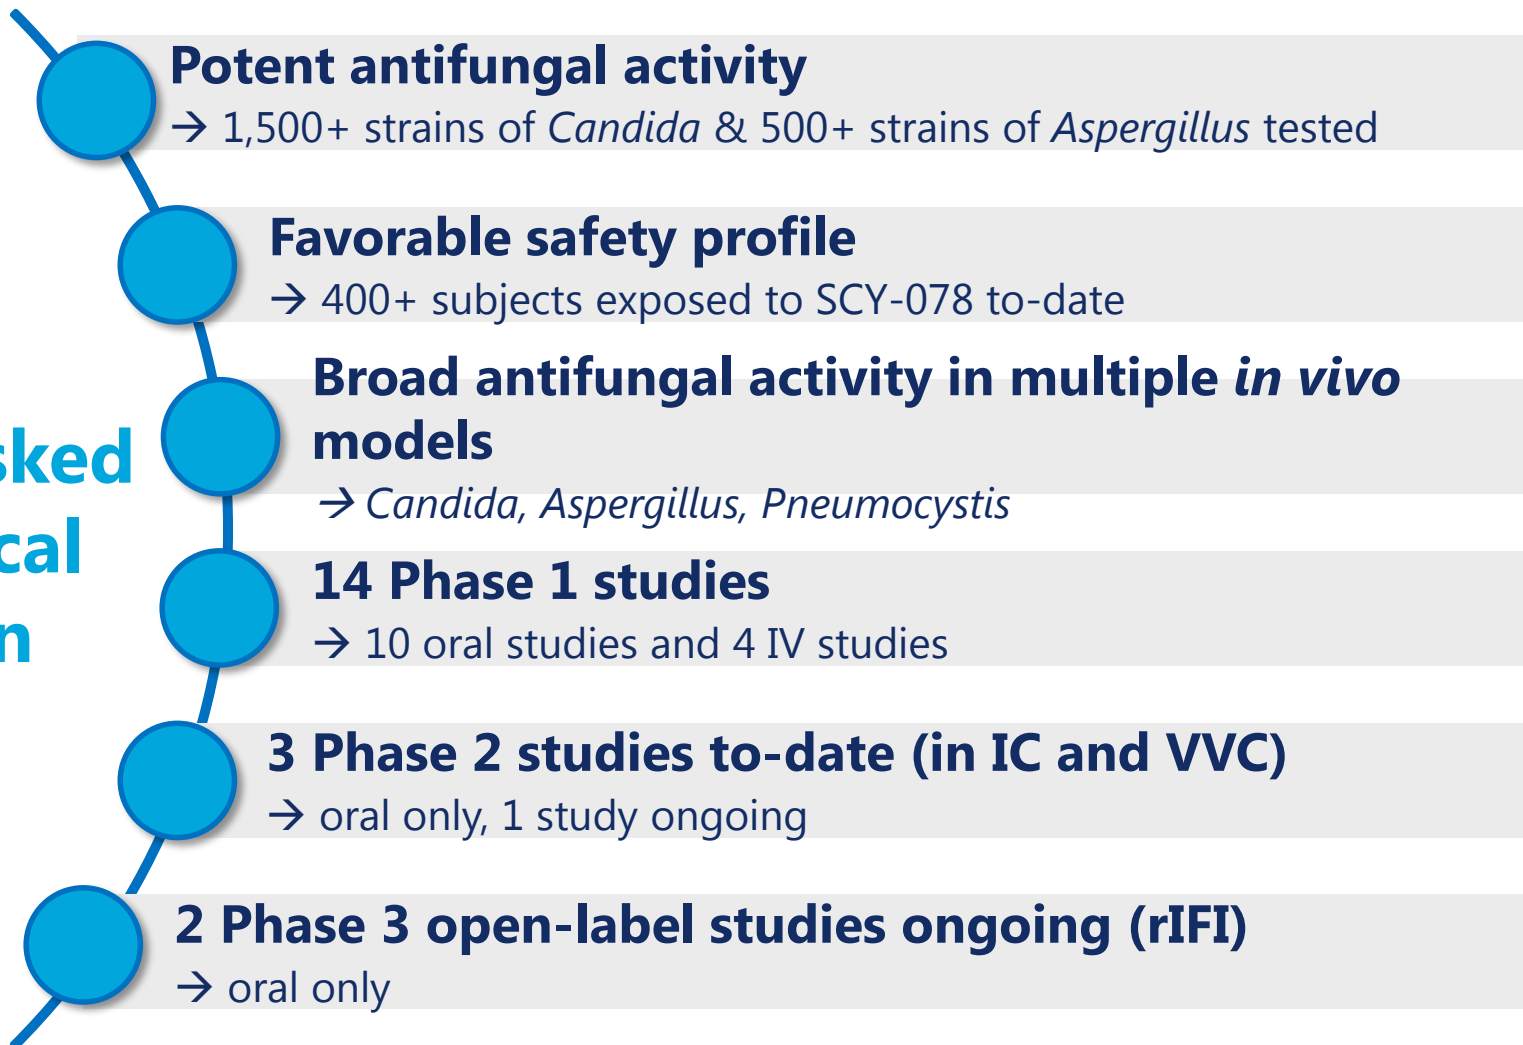 Potent antifungal activity
→ 1,500+ strains of Candida & 500+ strains of Aspergillus tested
Favorable safety profile
→ 400+ subjects exposed to SCY-078 to-date
Broad antifungal activity in multiple in vivo
models
→ Candida, Aspergillus, Pneumocystis
14 Phase 1 studies
→ 10 oral studies and 4 IV studies
3 Phase 2 studies to-date (in IC and VVC)
→ oral only, 1 study ongoing
2 Phase 3 open-label studies ongoing (rIFI)
→ oral only